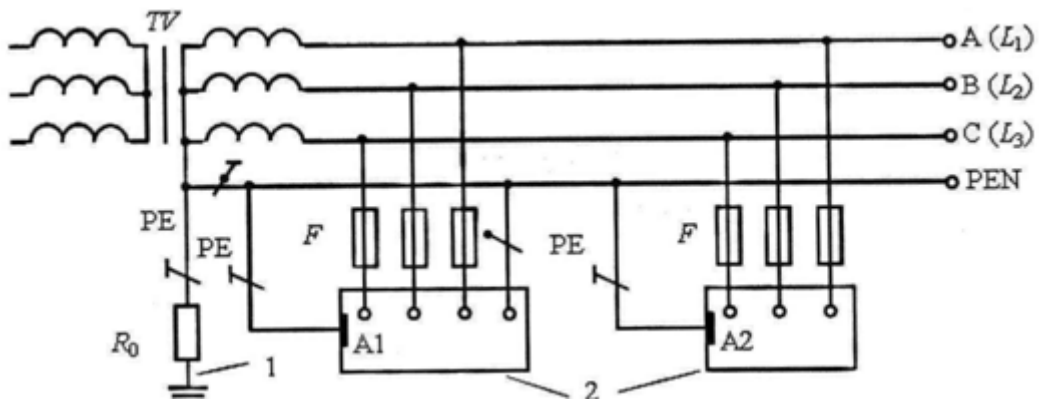 TV
A (L₁)
B (L₂)
C (L₃)
PEN
PE
PE
F
PE
F
R₀
1
A1
2
A2